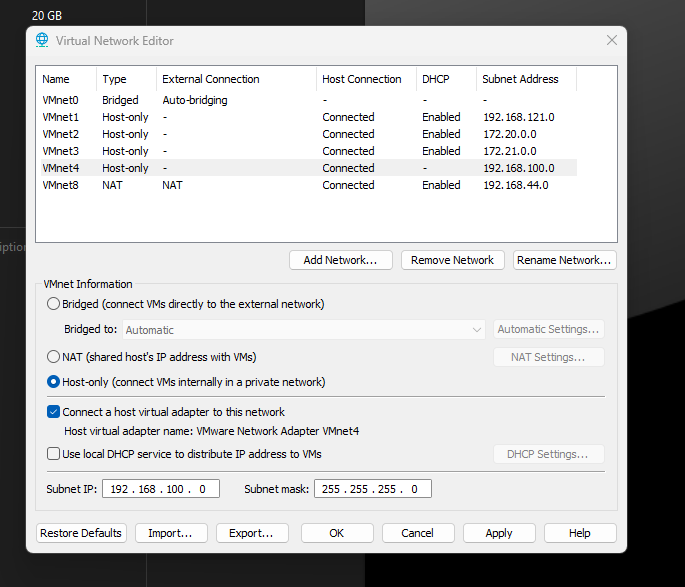 20 GB
Virtual Network Editor
Name Type External Connection Host Connection DHCP Subnet Address
VMnet0 Bridged Auto-bridging - - -
VMnet1 Host-only - Connected Enabled 192.168.121.0
VMnet2 Host-only - Connected Enabled 172.20.0.0
VMnet3 Host-only - Connected Enabled 172.21.0.0
VMnet4 Host-only - Connected - 192.168.100.0
VMnet8 NAT NAT Connected Enabled 192.168.44.0
iption
Add Network... Remove Network Rename Network...
VMnet Information
Bridged (connect VMs directly to the external network)
Bridged to: Automatic Automatic Settings...
NAT (shared host's IP address with VMs) NAT Settings...
Host-only (connect VMs internally in a private network)
Connect a host virtual adapter to this network
Host virtual adapter name: VMware Network Adapter VMnet4
Use local DHCP service to distribute IP address to VMs DHCP Settings...
Subnet IP: 192 . 168 . 100 . 0 Subnet mask: 255 . 255 . 255 . 0
Restore Defaults Import... Export... OK Cancel Apply Help